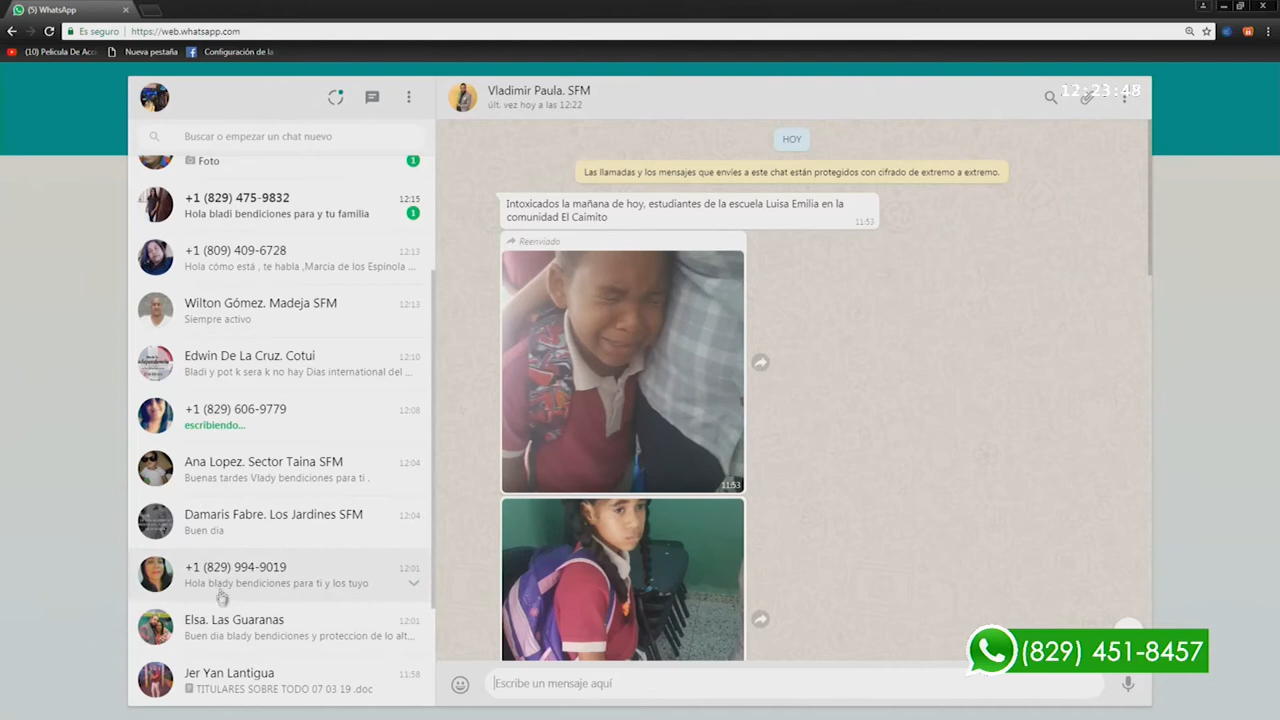 (5) WhatsApp
Es seguro
https://web.whatsapp.com
(10) Pelicula De Acc
Nueva pestaña
Configuración de la
Buscar o empezar un chat nuevo
Foto
1
+1 (829) 475-9832
12:15
Hola bladi bendiciones para y tu familia
1
+1 (809) 409-6728
12:13
Hola cómo está , te habla ,Marcia de los Espinola ...
Wilton Gómez. Madeja SFM
12:13
Siempre activo
Edwin De La Cruz. Cotui
12:10
Bladi y pot k sera k no hay Dias international del ...
+1 (829) 606-9779
12:08
escribiendo...
Ana Lopez. Sector Taina SFM
12:04
Buenas tardes Vlady bendiciones para ti .
Damaris Fabre. Los Jardines SFM
12:04
Buen dia
+1 (829) 994-9019
12:01
Hola blady bendiciones para ti y los tuyo
Elsa. Las Guaranas
12:01
Buen dia blady bendiciones y proteccion de lo alt...
Jer Yan Lantigua
11:58
TITULARES SOBRE TODO 07 03 19 .doc
Vladimir Paula. SFM
últ. vez hoy a las 12:22
12:23:48
HOY
Las llamadas y los mensajes que envíes a este chat están protegidos con cifrado de extremo a extremo.
Intoxicados la mañana de hoy, estudiantes de la escuela Luisa Emilia en la
comunidad El Caimito
11:53
Reenviado
11:53
Escribe un mensaje aquí
(829) 451-8457